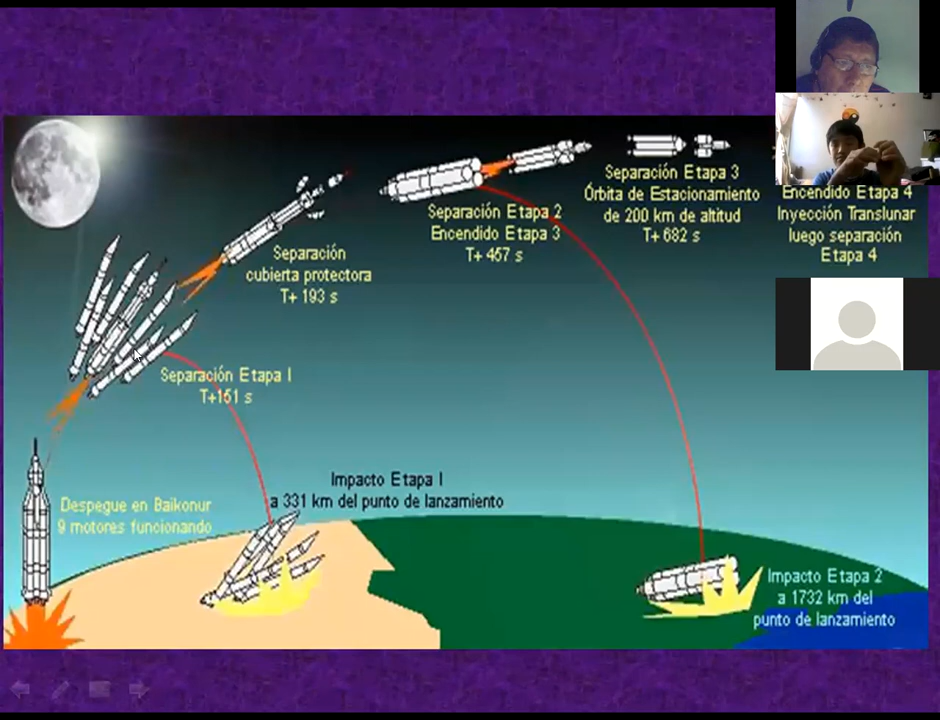 Separación Etapa 3
Órbita de Estacionamiento
de 200 km de altitud
T+ 682 s
Encendido Etapa 4
Inyección Translunar
luego separación
Etapa 4
Separación Etapa 2
Encendido Etapa 3
T+ 457 s
Separación
cubierta protectora
T+ 193 s
Separación Etapa I
T+151 s
Impacto Etapa I
a 331 km del punto de lanzamiento
Despegue en Baikonur
9 motores funcionando
Impacto Etapa 2
a 1732 km del
punto de lanzamiento